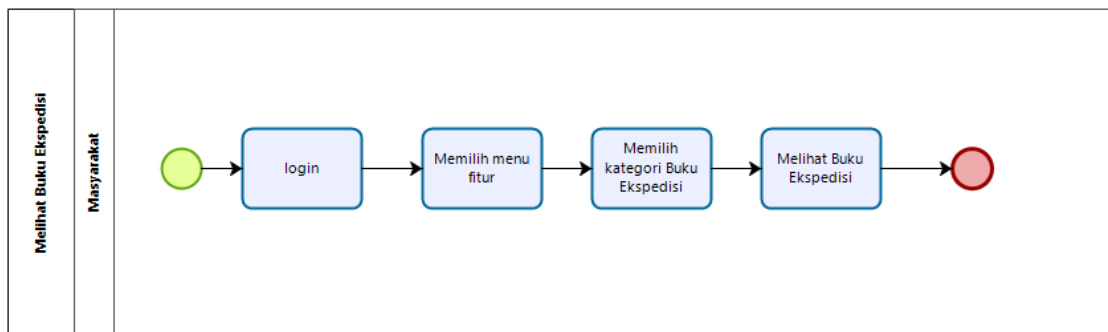 Melihat Buku Ekspedisi
Masyarakat
login
Memilih menu
fitur
Memilih
kategori Buku
Ekspedisi
Melihat Buku
Ekspedisi